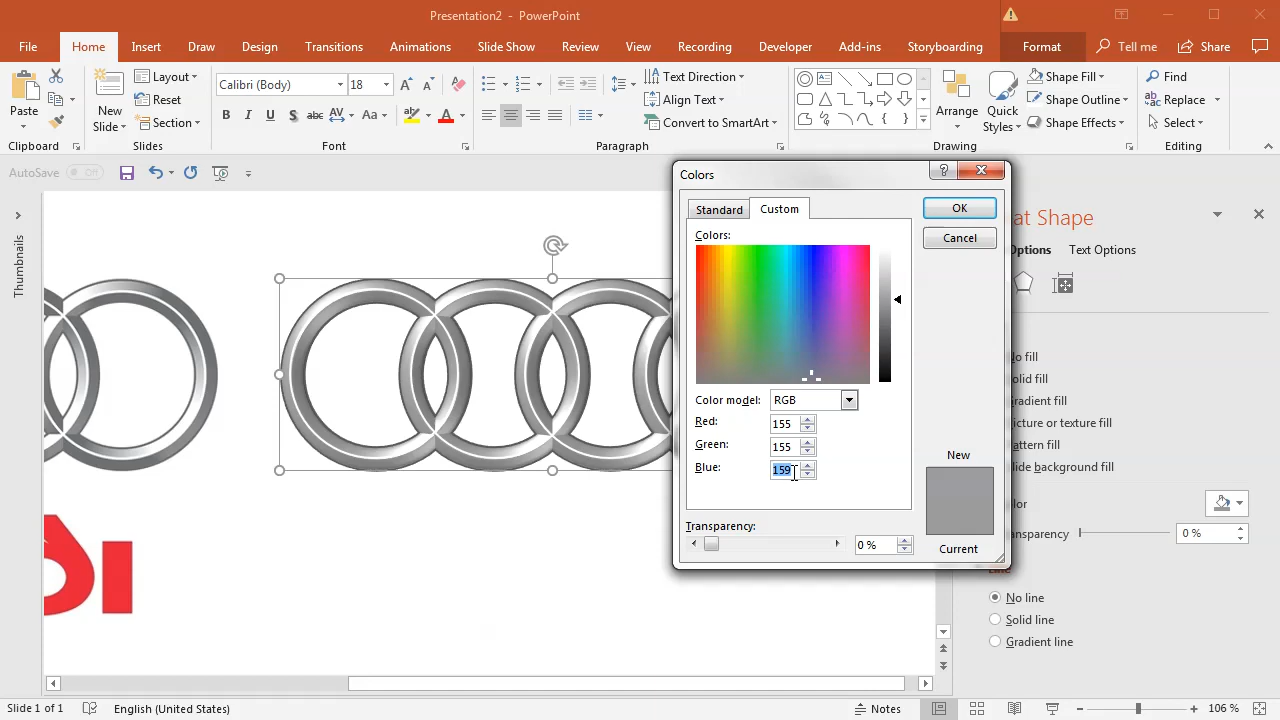 Presentation2 - PowerPoint
File Home Insert Draw Design Transitions Animations Slide Show Review View Recording Developer Add-ins Storyboarding Format Tell me Share
Paste
Clipboard
New
Slide
Layout
Reset
Section
Slides
Calibri (Body) 18
B I U S abc AV Aa A
Font
Text Direction
Align Text
Convert to SmartArt
Paragraph
Arrange
Quick
Styles
Shape Fill
Shape Outline
Shape Effects
Drawing
Find
Replace
Select
Editing
AutoSave Off
Thumbnails
Colors
Standard Custom
OK
Cancel
Colors:
Color model: RGB
Red: 155
Green: 155
Blue: 159
Transparency:
0 %
New
Current
at Shape
Options Text Options
o fill
olid fill
radient fill
icture or texture fill
attern fill
lide background fill
olor
ansparency 0 %
Line
No line
Solid line
Gradient line
DI
Slide 1 of 1 English (United States) Notes 106 %